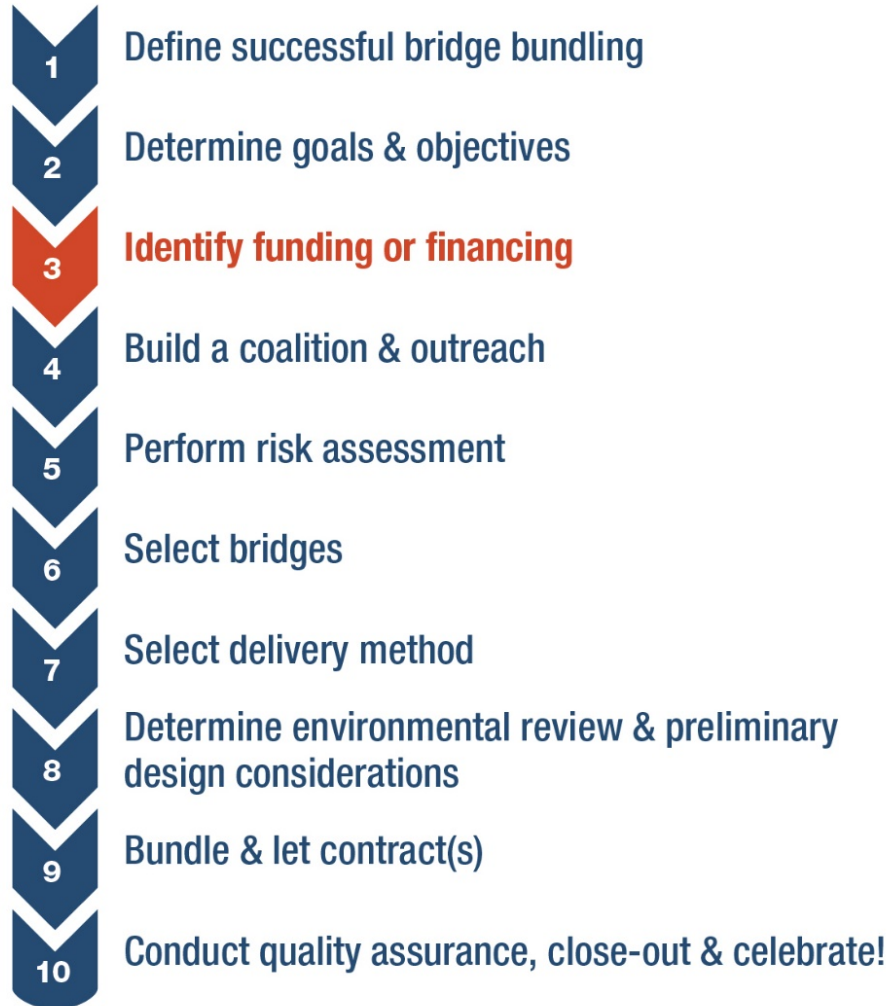 1
Define successful bridge bundling
2
Determine goals & objectives
3
Identify funding or financing
4
Build a coalition & outreach
5
Perform risk assessment
6
Select bridges
7
Select delivery method
8
Determine environmental review & preliminary
design considerations
9
Bundle & let contract(s)
10
Conduct quality assurance, close-out & celebrate!